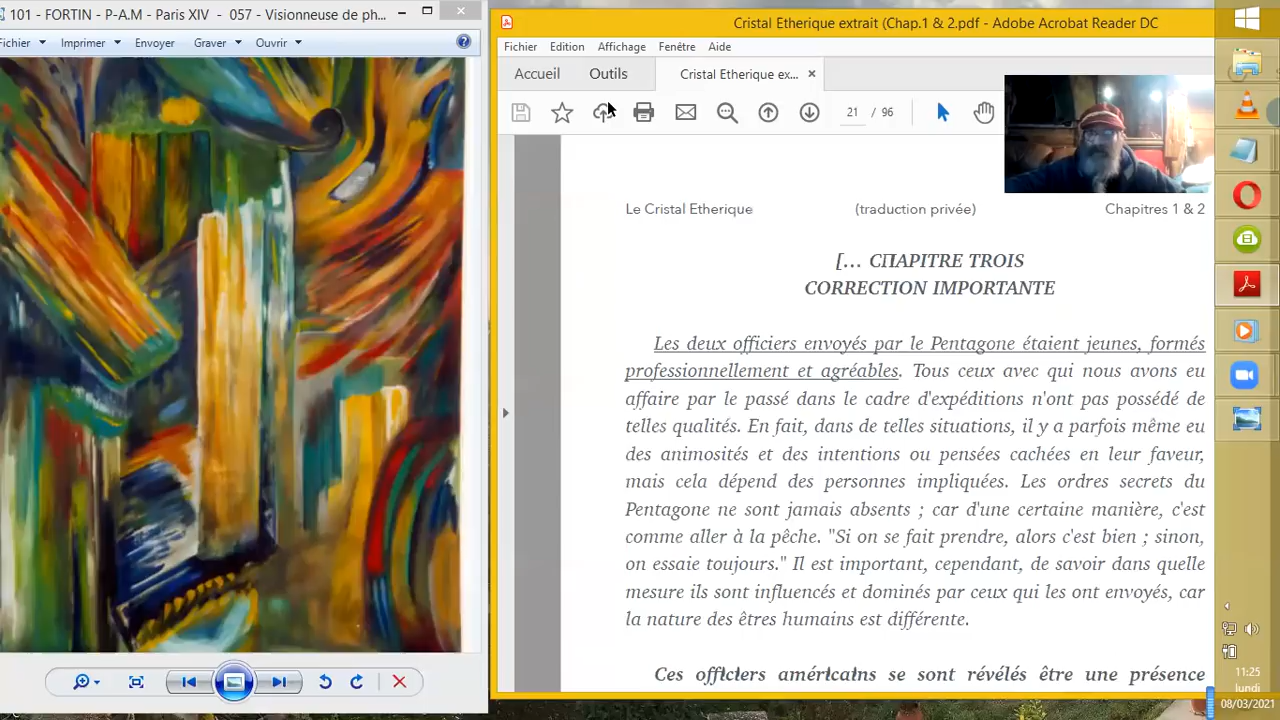 101 - FORTIN - P-A.M - Paris XIV - 057 - Visionneuse de ph...
Fichier Imprimer Envoyer Graver Ouvrir
Cristal Etherique extrait (Chap.1 & 2.pdf - Adobe Acrobat Reader DC
Fichier Edition Affichage Fenêtre Aide
Accueil Outils Cristal Etherique ex... ×
21 / 96
Le Cristal Etherique (traduction privée) Chapitres 1 & 2
[... CHAPITRE TROIS
CORRECTION IMPORTANTE
Les deux officiers envoyés par le Pentagone étaient jeunes, formés
professionnellement et agréables. Tous ceux avec qui nous avons eu
affaire par le passé dans le cadre d'expéditions n'ont pas possédé de
telles qualités. En fait, dans de telles situations, il y a parfois même eu
des animosités et des intentions ou pensées cachées en leur faveur,
mais cela dépend des personnes impliquées. Les ordres secrets du
Pentagone ne sont jamais absents ; car d'une certaine manière, c'est
comme aller à la pêche. "Si on se fait prendre, alors c'est bien ; sinon,
on essaie toujours." Il est important, cependant, de savoir dans quelle
mesure ils sont influencés et dominés par ceux qui les ont envoyés, car
la nature des êtres humains est différente.
Ces officiers américains se sont révélés être une présence
11:25
lundi
08/03/2021